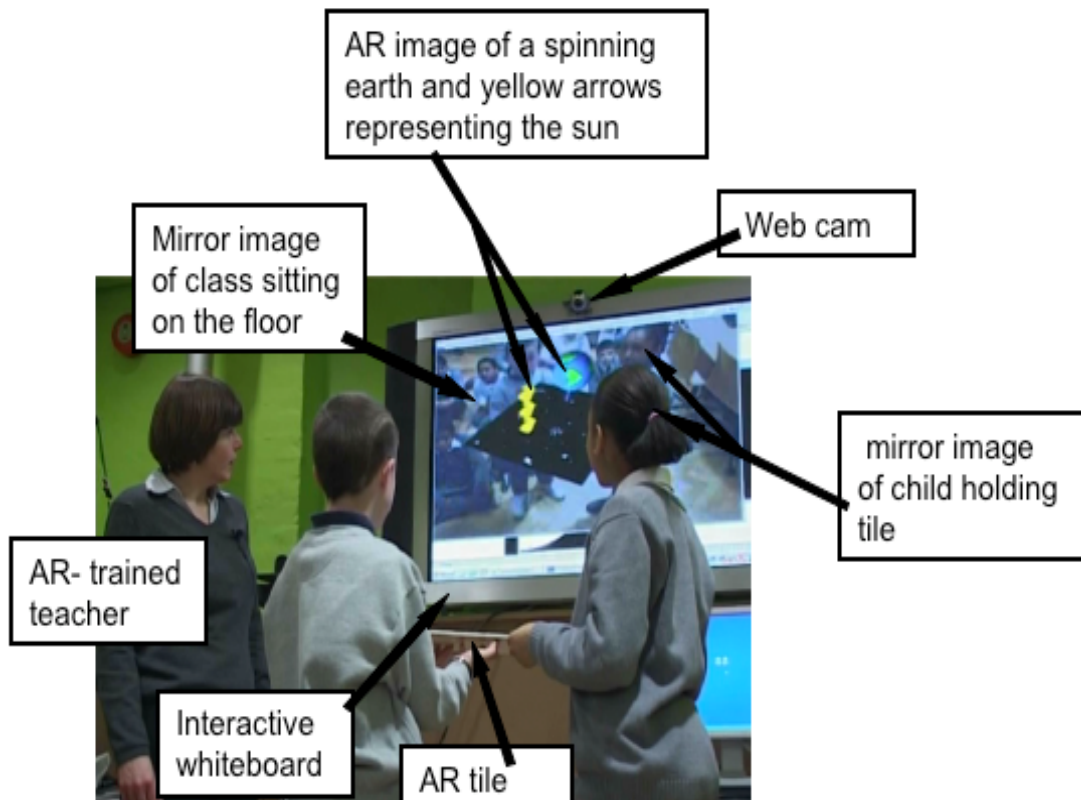 AR image of a spinning
earth and yellow arrows
representing the sun
Web cam
Mirror image
of class sitting
on the floor
mirror image
of child holding
tile
AR- trained
teacher
Interactive
whiteboard
AR tile